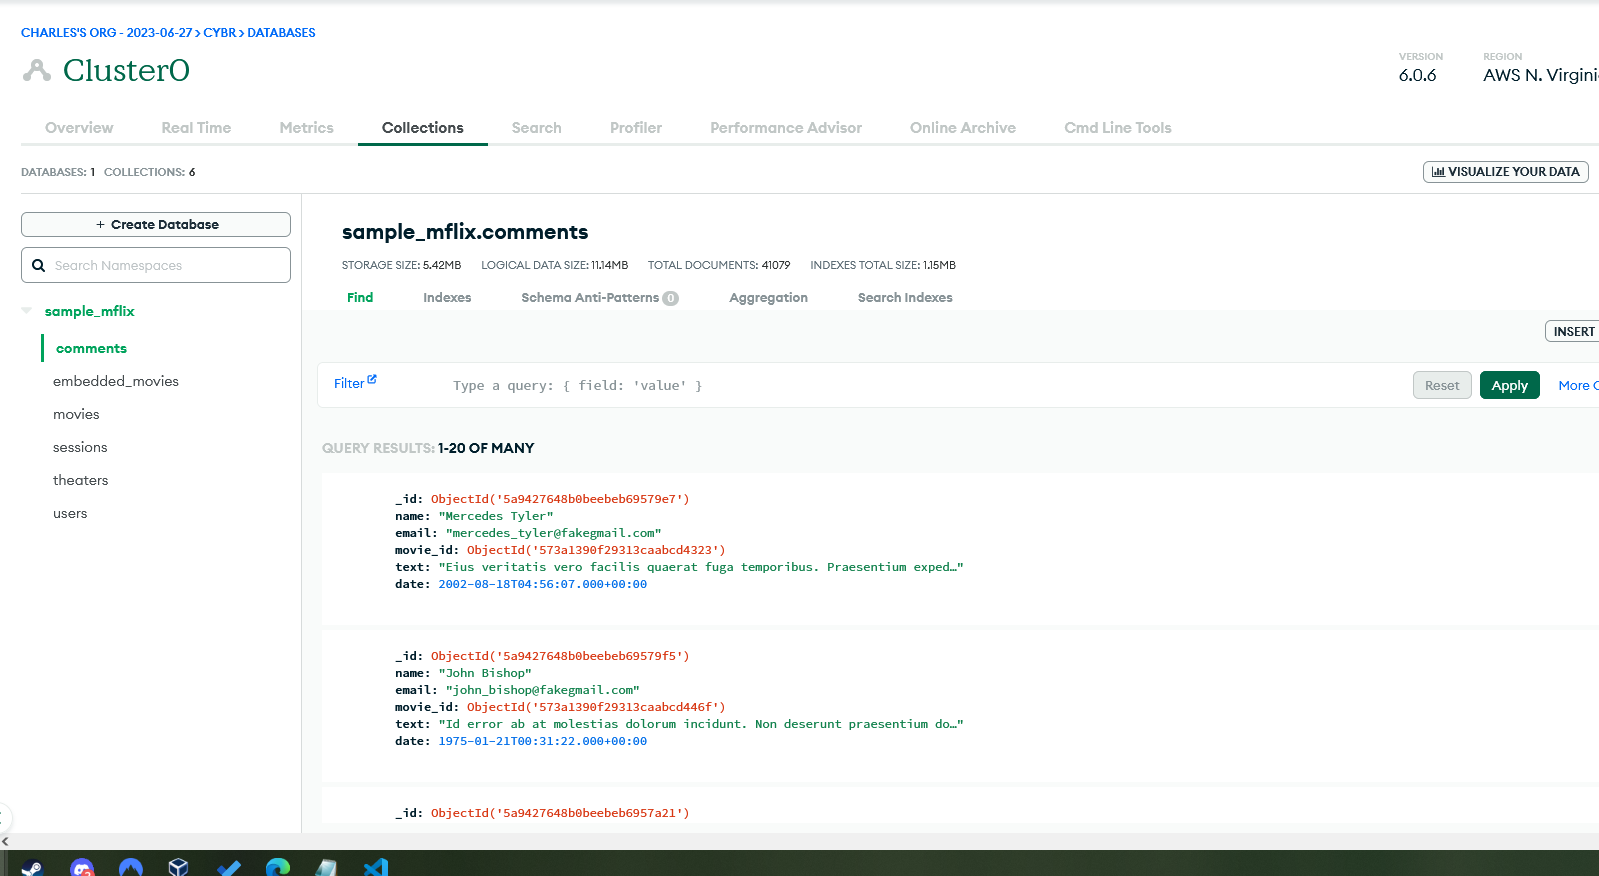 CHARLES'S ORG - 2023-06-27 > CYBR > DATABASES
Cluster0
VERSION
6.0.6
REGION
AWS N. Virgini
Overview Real Time Metrics Collections Search Profiler Performance Advisor Online Archive Cmd Line Tools
DATABASES: 1 COLLECTIONS: 6
VISUALIZE YOUR DATA
+ Create Database
Search Namespaces
sample_mflix
comments
embedded_movies
movies
sessions
theaters
users
sample_mflix.comments
STORAGE SIZE: 5.42MB LOGICAL DATA SIZE: 11.14MB TOTAL DOCUMENTS: 41079 INDEXES TOTAL SIZE: 1.15MB
Find Indexes Schema Anti-Patterns 0 Aggregation Search Indexes
INSERT
Filter Type a query: { field: 'value' } Reset Apply More O
QUERY RESULTS: 1-20 OF MANY
_id: ObjectId('5a9427648b0beebeb69579e7')
name: "Mercedes Tyler"
email: "mercedes_tyler@fakegmail.com"
movie_id: ObjectId('573a1390f29313caabcd4323')
text: "Eius veritatis vero facilis quaerat fuga temporibus. Praesentium exped…"
date: 2002-08-18T04:56:07.000+00:00
_id: ObjectId('5a9427648b0beebeb69579f5')
name: "John Bishop"
email: "john_bishop@fakegmail.com"
movie_id: ObjectId('573a1390f29313caabcd446f')
text: "Id error ab at molestias dolorum incidunt. Non deserunt praesentium do…"
date: 1975-01-21T00:31:22.000+00:00
_id: ObjectId('5a9427648b0beebeb6957a21')